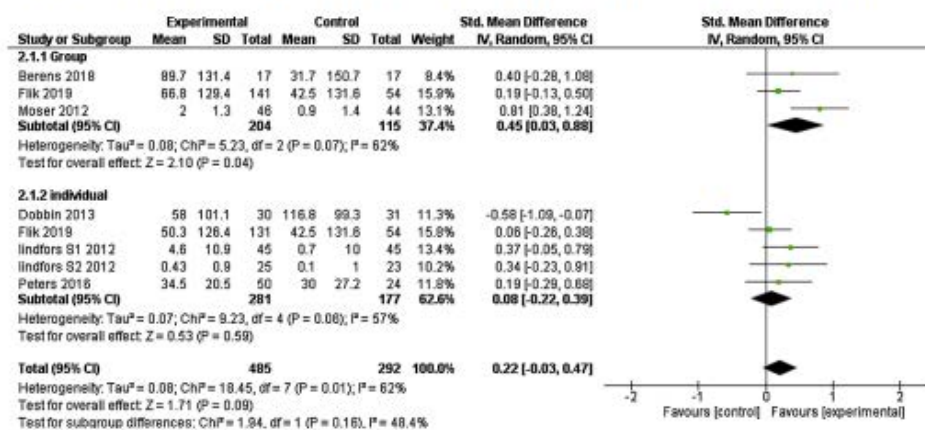 Experimental Control Std. Mean Difference Std. Mean Difference
Study or Subgroup Mean SD Total Mean SD Total Weight IV, Random, 95% CI IV, Random, 95% CI
2.1.1 Group
Berens 2018 89.7 131.4 17 31.7 150.7 17 8.4% 0.40 [-0.28, 1.08]
Flik 2019 66.8 129.4 141 42.5 131.6 54 15.9% 0.19 [-0.13, 0.50]
Moser 2012 2 1.3 46 0.9 1.4 44 13.1% 0.81 [0.38, 1.24]
Subtotal (95% CI) 204 115 37.4% 0.45 [0.03, 0.88]
Heterogeneity: Tau² = 0.08; Chi² = 5.23, df = 2 (P = 0.07); I² = 62%
Test for overall effect: Z = 2.10 (P = 0.04)
2.1.2 individual
Dobbin 2013 58 101.1 30 116.8 99.3 31 11.3% -0.58 [-1.09, -0.07]
Flik 2019 50.3 126.4 131 42.5 131.6 54 15.8% 0.06 [-0.26, 0.38]
lindfors S1 2012 4.6 10.9 45 0.7 10 45 13.4% 0.37 [-0.05, 0.79]
lindfors S2 2012 0.43 0.9 25 0.1 1 23 10.2% 0.34 [-0.23, 0.91]
Peters 2016 34.5 20.5 50 30 27.2 24 11.8% 0.19 [-0.29, 0.68]
Subtotal (95% CI) 281 177 62.6% 0.08 [-0.22, 0.39]
Heterogeneity: Tau² = 0.07; Chi² = 9.23, df = 4 (P = 0.06); I² = 57%
Test for overall effect: Z = 0.53 (P = 0.59)
Total (95% CI) 485 292 100.0% 0.22 [-0.03, 0.47]
Heterogeneity: Tau² = 0.08; Chi² = 18.45, df = 7 (P = 0.01); I² = 62%
Test for overall effect: Z = 1.71 (P = 0.09)
Test for subgroup differences: Chi² = 1.94, df = 1 (P = 0.16), I² = 48.4%
-2 -1 0 1 2
Favours [control] Favours [experimental]